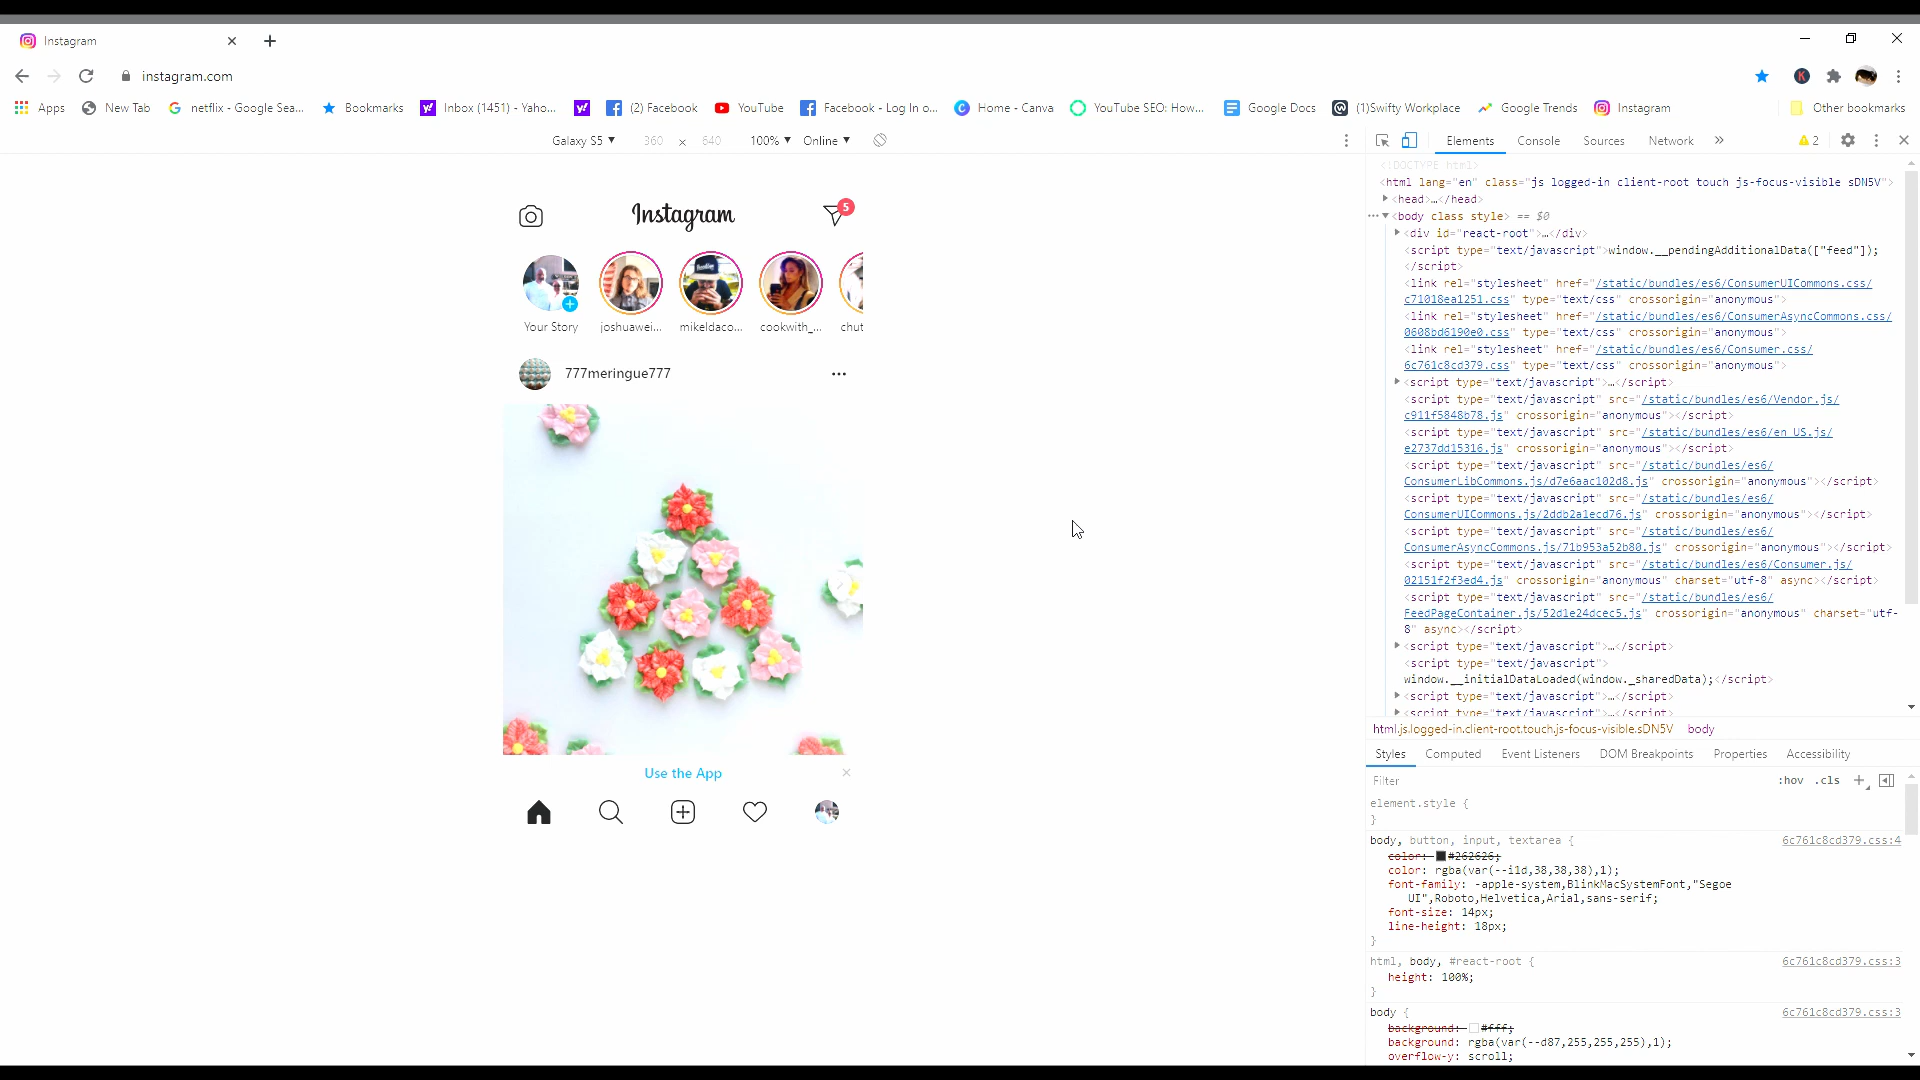 Instagram
instagram.com
Apps New Tab netflix - Google Sea... Bookmarks Inbox (1451) - Yaho... (2) Facebook YouTube Facebook - Log In o... Home - Canva YouTube SEO: How... Google Docs (1)Swifty Workplace Google Trends Instagram Other bookmarks
Galaxy S5 ▼ 360 × 640 100% ▼ Online ▼
Elements Console Sources Network » 2
Instagram
5
Your Story joshuawei... mikeldaco... cookwith_... chut
777meringue777
Use the App
<!DOCTYPE html>
<html lang="en" class="js logged-in client-root touch js-focus-visible sDN5V">
<head>…</head>
<body class style> == $0
<div id="react-root">…</div>
<script type="text/javascript">window.__pendingAdditionalData(["feed"]);
</script>
<link rel="stylesheet" href="/static/bundles/es6/ConsumerUICommons.css/
c71018ea1251.css" type="text/css" crossorigin="anonymous">
<link rel="stylesheet" href="/static/bundles/es6/ConsumerAsyncCommons.css/
0608bd6190e0.css" type="text/css" crossorigin="anonymous">
<link rel="stylesheet" href="/static/bundles/es6/Consumer.css/
6c761c8cd379.css" type="text/css" crossorigin="anonymous">
<script type="text/javascript">…</script>
<script type="text/javascript" src="/static/bundles/es6/Vendor.js/
c911f5848b78.js" crossorigin="anonymous"></script>
<script type="text/javascript" src="/static/bundles/es6/en_US.js/
e2737dd15316.js" crossorigin="anonymous"></script>
<script type="text/javascript" src="/static/bundles/es6/
ConsumerLibCommons.js/d7e6aac102d8.js" crossorigin="anonymous"></script>
<script type="text/javascript" src="/static/bundles/es6/
ConsumerUICommons.js/2ddb2a1ecd76.js" crossorigin="anonymous"></script>
<script type="text/javascript" src="/static/bundles/es6/
ConsumerAsyncCommons.js/71b953a52b80.js" crossorigin="anonymous"></script>
<script type="text/javascript" src="/static/bundles/es6/Consumer.js/
02151f2f3ed4.js" crossorigin="anonymous" charset="utf-8" async></script>
<script type="text/javascript" src="/static/bundles/es6/
FeedPageContainer.js/52d1e24dcec5.js" crossorigin="anonymous" charset="utf-
8" async></script>
<script type="text/javascript">…</script>
<script type="text/javascript">
window.__initialDataLoaded(window._sharedData);</script>
<script type="text/javascript">…</script>
<script type="text/javascript">…</script>
html.js.logged-in.client-root.touch.js-focus-visible.sDN5V body
Styles Computed Event Listeners DOM Breakpoints Properties Accessibility
Filter :hov .cls +
element.style {
}
body, button, input, textarea { 6c761c8cd379.css:4
color: #262626;
color: rgba(var(--i1d,38,38,38),1);
font-family: -apple-system,BlinkMacSystemFont,"Segoe
UI",Roboto,Helvetica,Arial,sans-serif;
font-size: 14px;
line-height: 18px;
}
html, body, #react-root { 6c761c8cd379.css:3
height: 100%;
}
body { 6c761c8cd379.css:3
background: #fff;
background: rgba(var(--d87,255,255,255),1);
overflow-y: scroll;